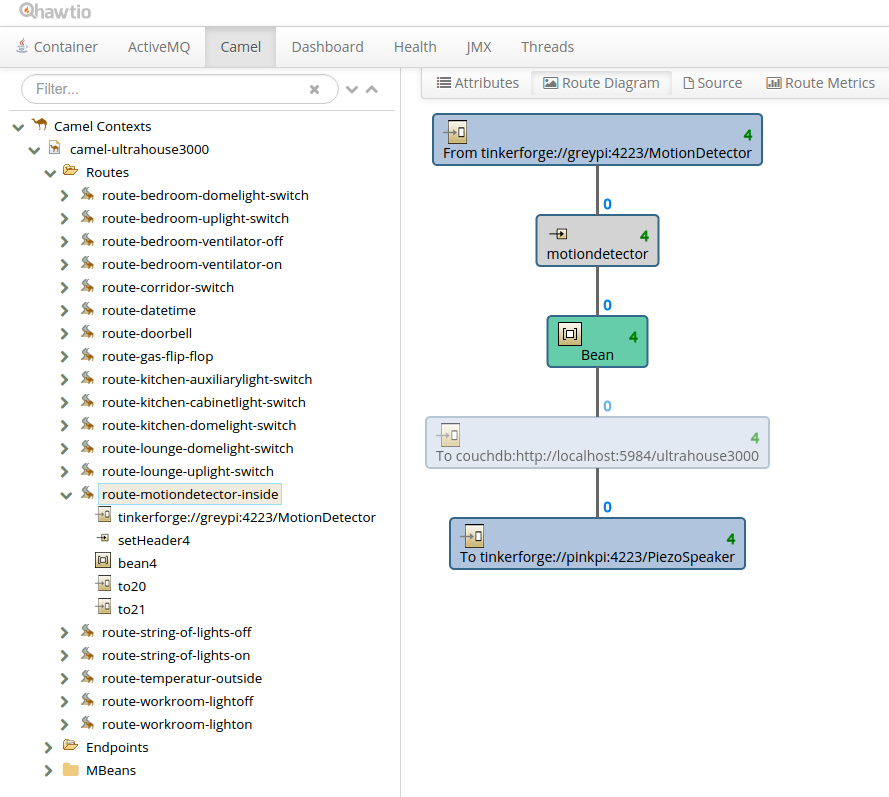 hawtio
Container ActiveMQ Camel Dashboard Health JMX Threads
Filter...
Attributes Route Diagram Source Route Metrics
Camel Contexts
camel-ultrahouse3000
Routes
route-bedroom-domelight-switch
route-bedroom-uplight-switch
route-bedroom-ventilator-off
route-bedroom-ventilator-on
route-corridor-switch
route-datetime
route-doorbell
route-gas-flip-flop
route-kitchen-auxiliarylight-switch
route-kitchen-cabinetlight-switch
route-kitchen-domelight-switch
route-lounge-domelight-switch
route-lounge-uplight-switch
route-motiondetector-inside
tinkerforge://greypi:4223/MotionDetector
setHeader4
bean4
to20
to21
route-string-of-lights-off
route-string-of-lights-on
route-temperatur-outside
route-workroom-lightoff
route-workroom-lighton
Endpoints
MBeans
4
From tinkerforge://greypi:4223/MotionDetector
0
4
motiondetector
0
4
Bean
0
4
To couchdb:http://localhost:5984/ultrahouse3000
0
4
To tinkerforge://pinkpi:4223/PiezoSpeaker